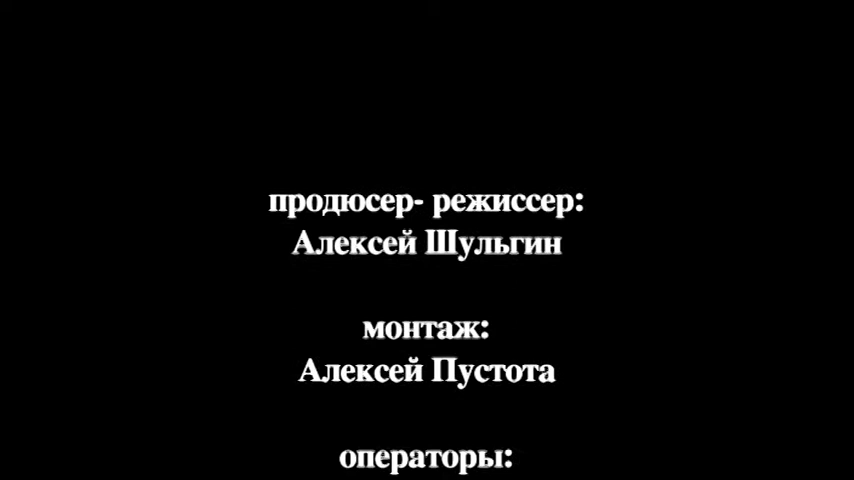 продюсер- режиссер:
Алексей Шульгин
монтаж:
Алексей Пустота
операторы: